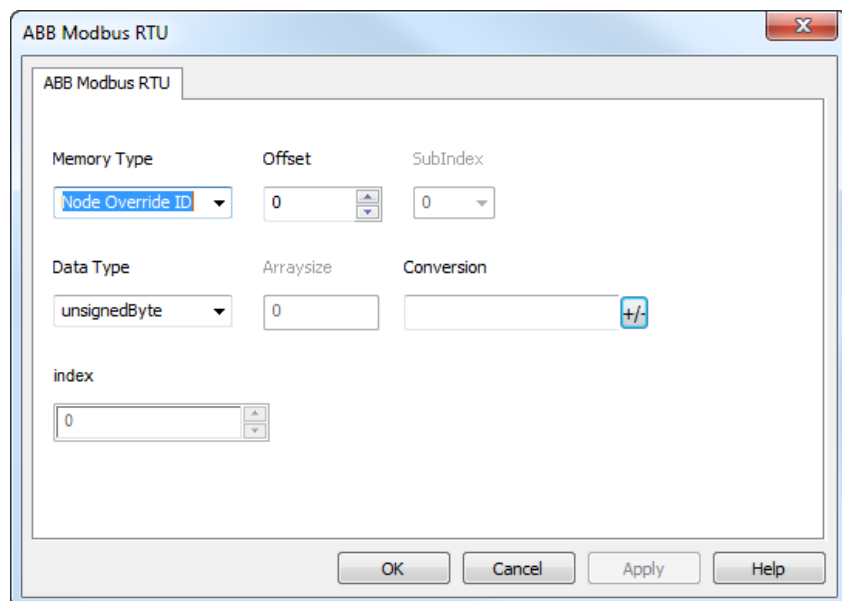 ABB Modbus RTU
ABB Modbus RTU
Memory Type Offset SubIndex
Node Override ID 0 0
Data Type Arraysize Conversion
unsignedByte 0 +/-
index
0
OK Cancel Apply Help